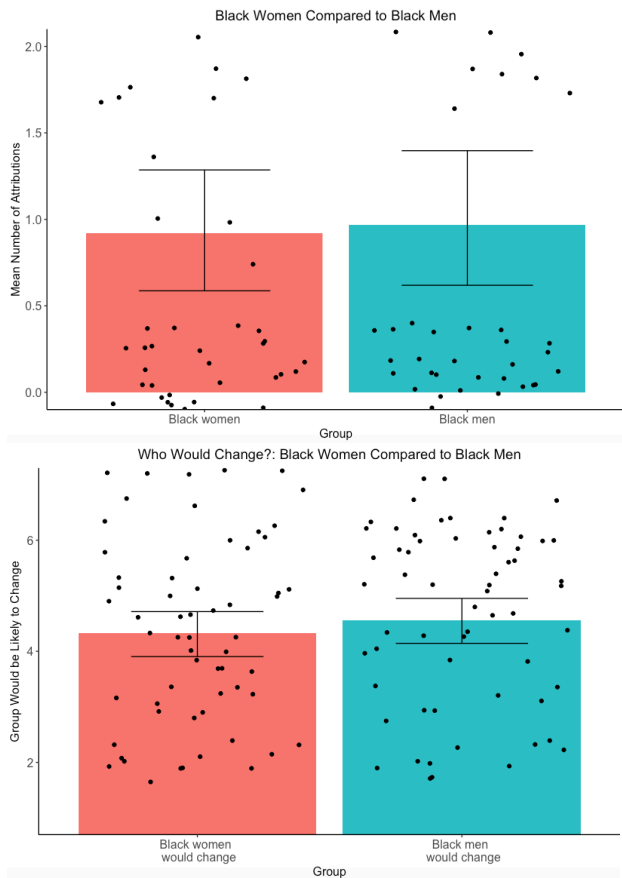 Black Women Compared to Black Men
Mean Number of Attributions
2.0
1.5
1.0
0.5
0.0
Black women
Black men
Group
Who Would Change?: Black Women Compared to Black Men
Group Would be Likely to Change
6
4
2
Black women
would change
Black men
would change
Group